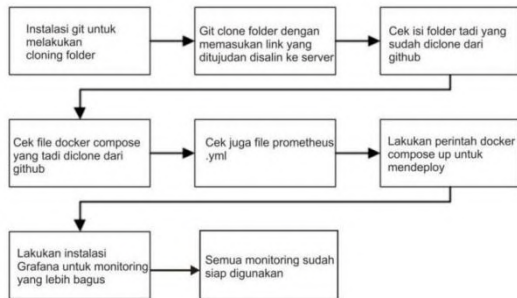 Instalasi git untuk
melakukan
cloning folder
Git clone folder dengan
memasukan link yang
ditujudan disalin ke server
Cek isi folder tadi yang
sudah diclone dari
github
Cek file docker compose
yang tadi diclone dari
github
Cek juga file prometheus
.yml
Lakukan perintah docker
compose up untuk
mendeploy
Lakukan instalasi
Grafana untuk monitoring
yang lebih bagus
Semua monitoring sudah
siap digunakan